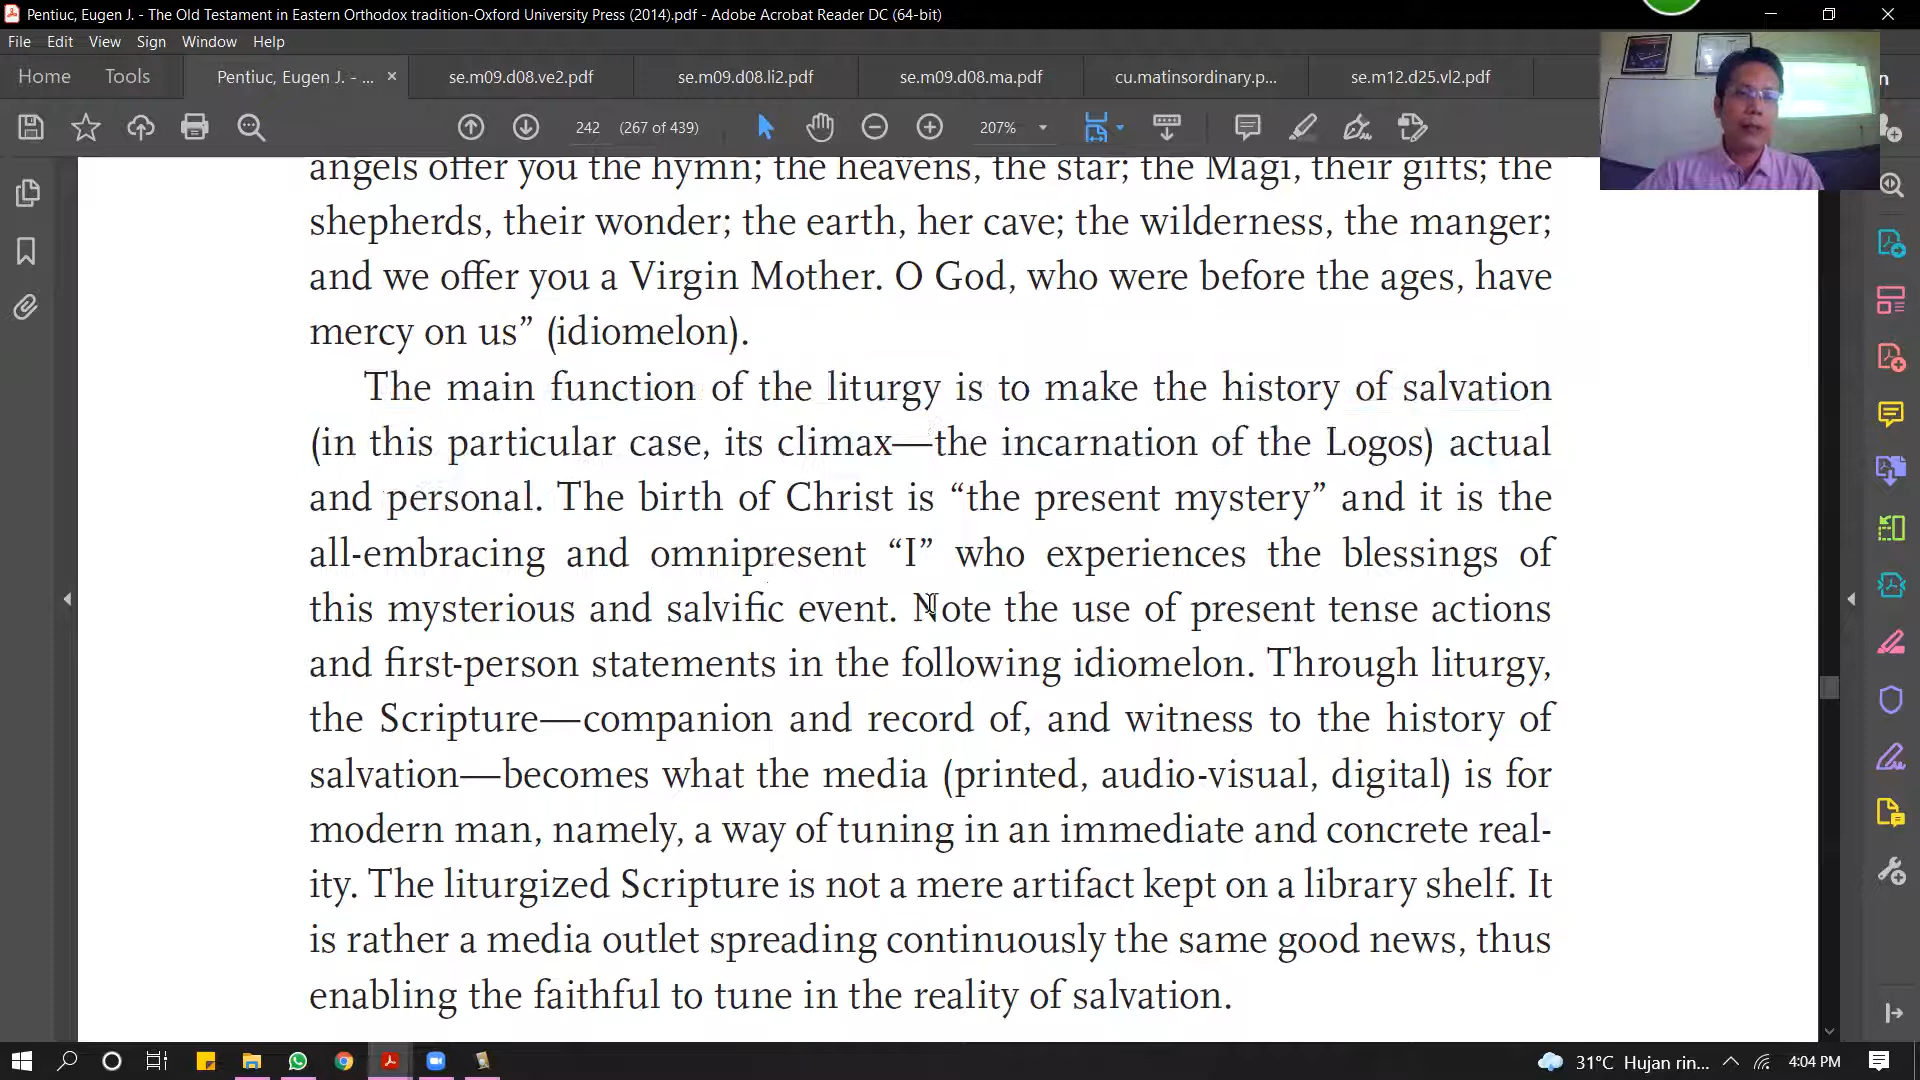 Pentiuc, Eugen J. - The Old Testament in Eastern Orthodox tradition-Oxford University Press (2014).pdf - Adobe Acrobat Reader DC (64-bit)
File Edit View Sign Window Help
Home Tools Pentiuc, Eugen J. - ... se.m09.d08.ve2.pdf se.m09.d08.li2.pdf se.m09.d08.ma.pdf cu.matinsordinary.p... se.m12.d25.vl2.pdf
242 (267 of 439) 207%
angels offer you the hymn; the heavens, the star; the Magi, their gifts; the
shepherds, their wonder; the earth, her cave; the wilderness, the manger;
and we offer you a Virgin Mother. O God, who were before the ages, have
mercy on us” (idiomelon).
The main function of the liturgy is to make the history of salvation
(in this particular case, its climax—the incarnation of the Logos) actual
and personal. The birth of Christ is “the present mystery” and it is the
all-embracing and omnipresent “I” who experiences the blessings of
this mysterious and salvific event. Note the use of present tense actions
and first-person statements in the following idiomelon. Through liturgy,
the Scripture—companion and record of, and witness to the history of
salvation—becomes what the media (printed, audio-visual, digital) is for
modern man, namely, a way of tuning in an immediate and concrete real-
ity. The liturgized Scripture is not a mere artifact kept on a library shelf. It
is rather a media outlet spreading continuously the same good news, thus
enabling the faithful to tune in the reality of salvation.
31°C Hujan rin... 4:04 PM